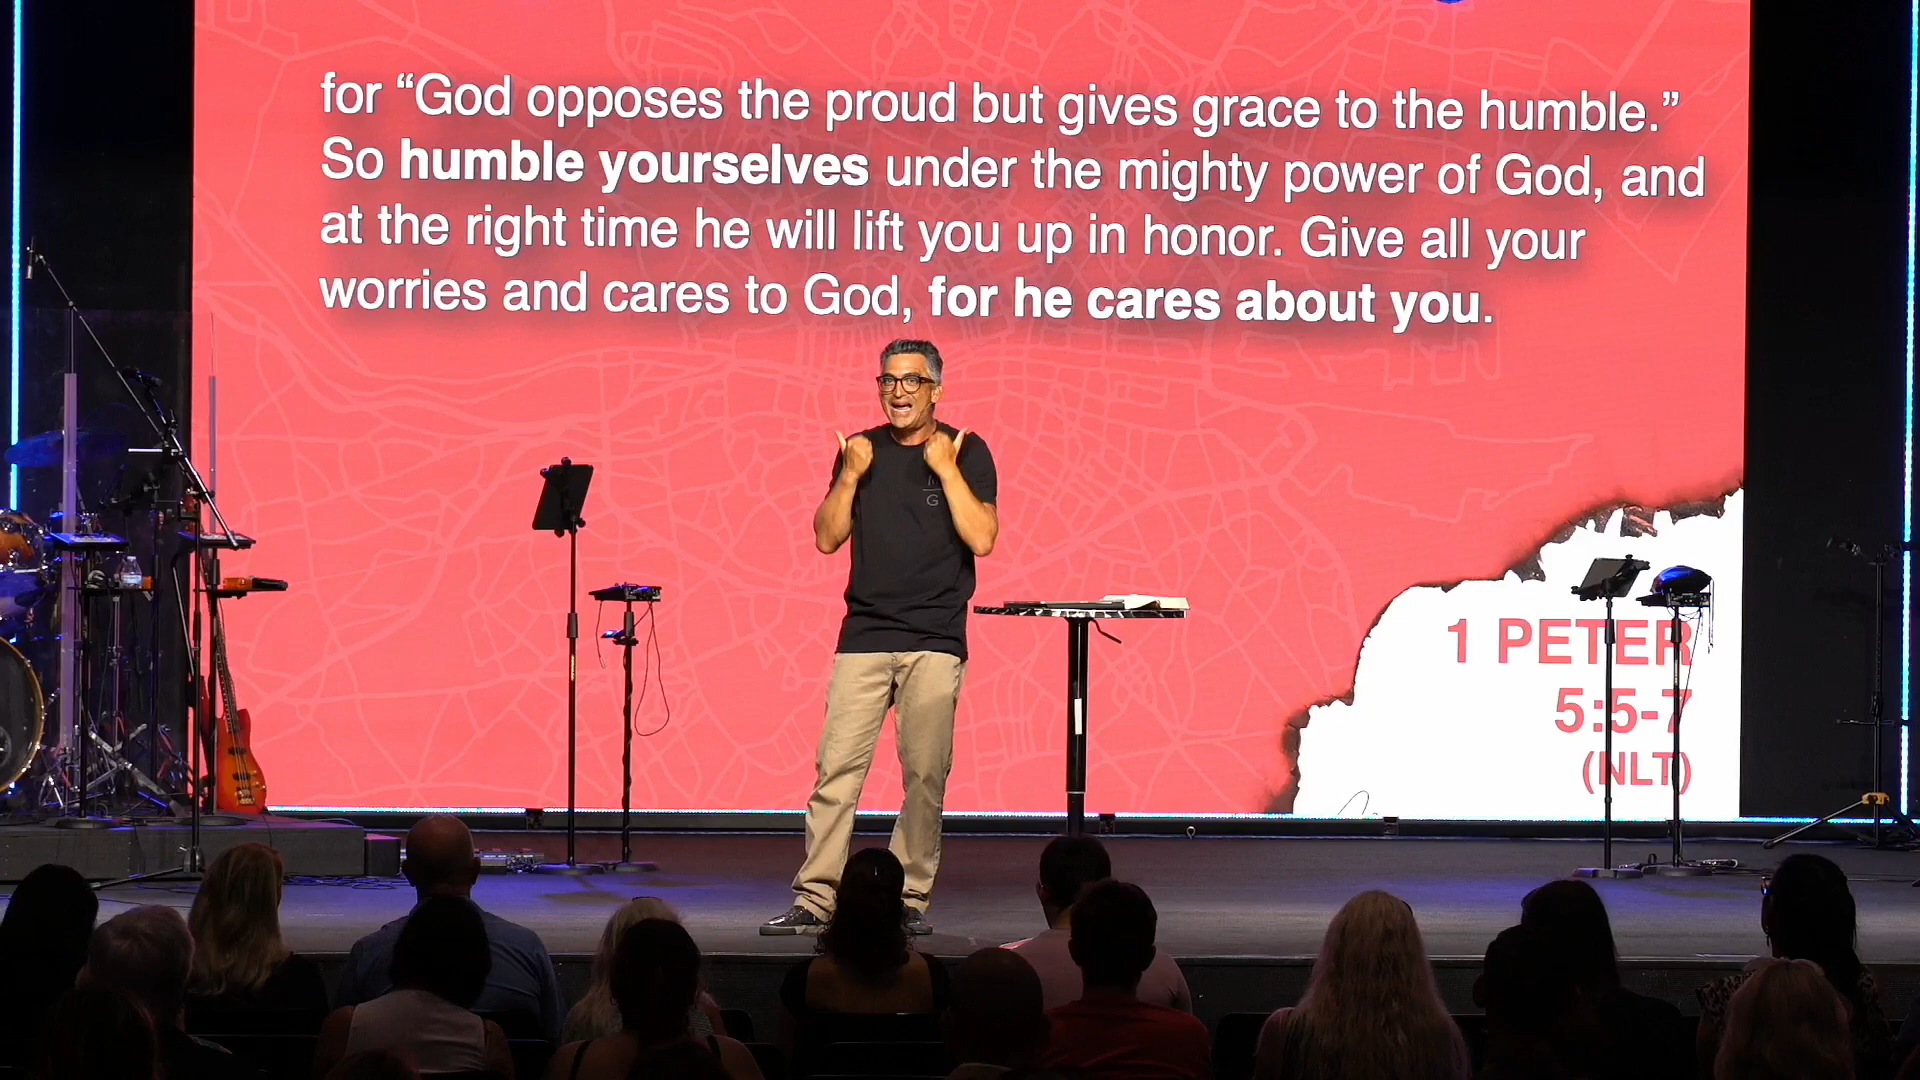 for “God opposes the proud but gives grace to the humble.”
So humble yourselves under the mighty power of God, and
at the right time he will lift you up in honor. Give all your
worries and cares to God, for he cares about you.
G
1 PETER
5:5-7
(NLT)